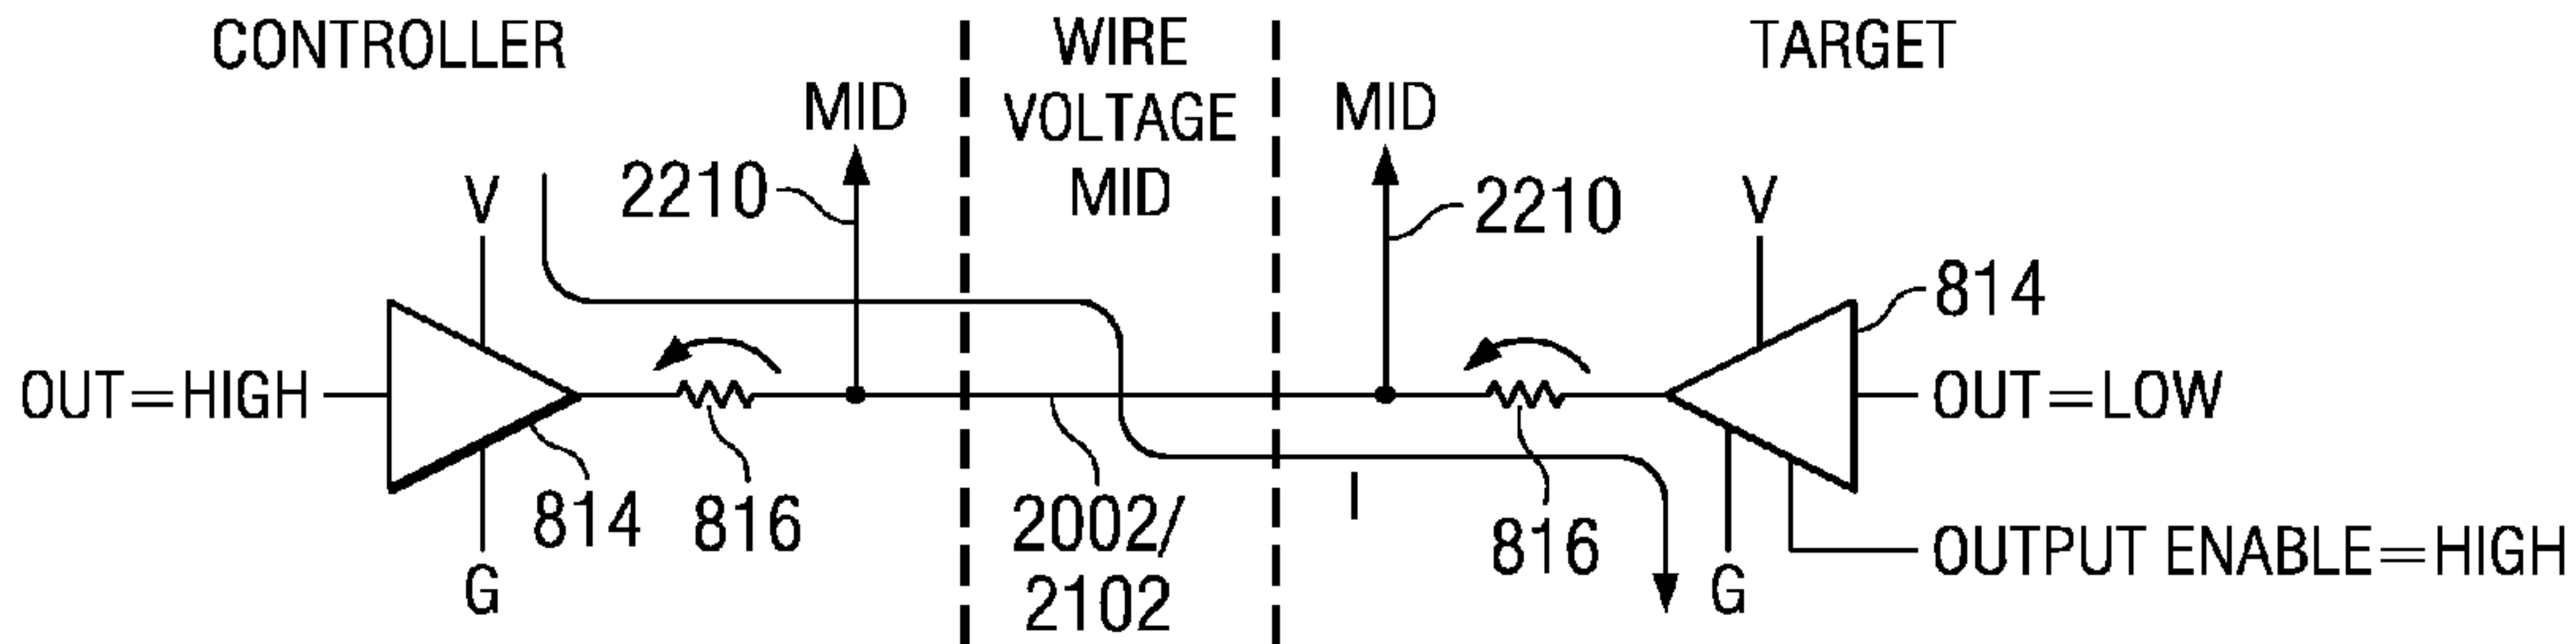 CONTROLLER
WIRE
VOLTAGE
MID
TARGET
MID
MID
2210
2210
V
V
814
OUT=HIGH
OUT=LOW
814
816
2002/
2102
I
816
OUTPUT ENABLE=HIGH
G
G